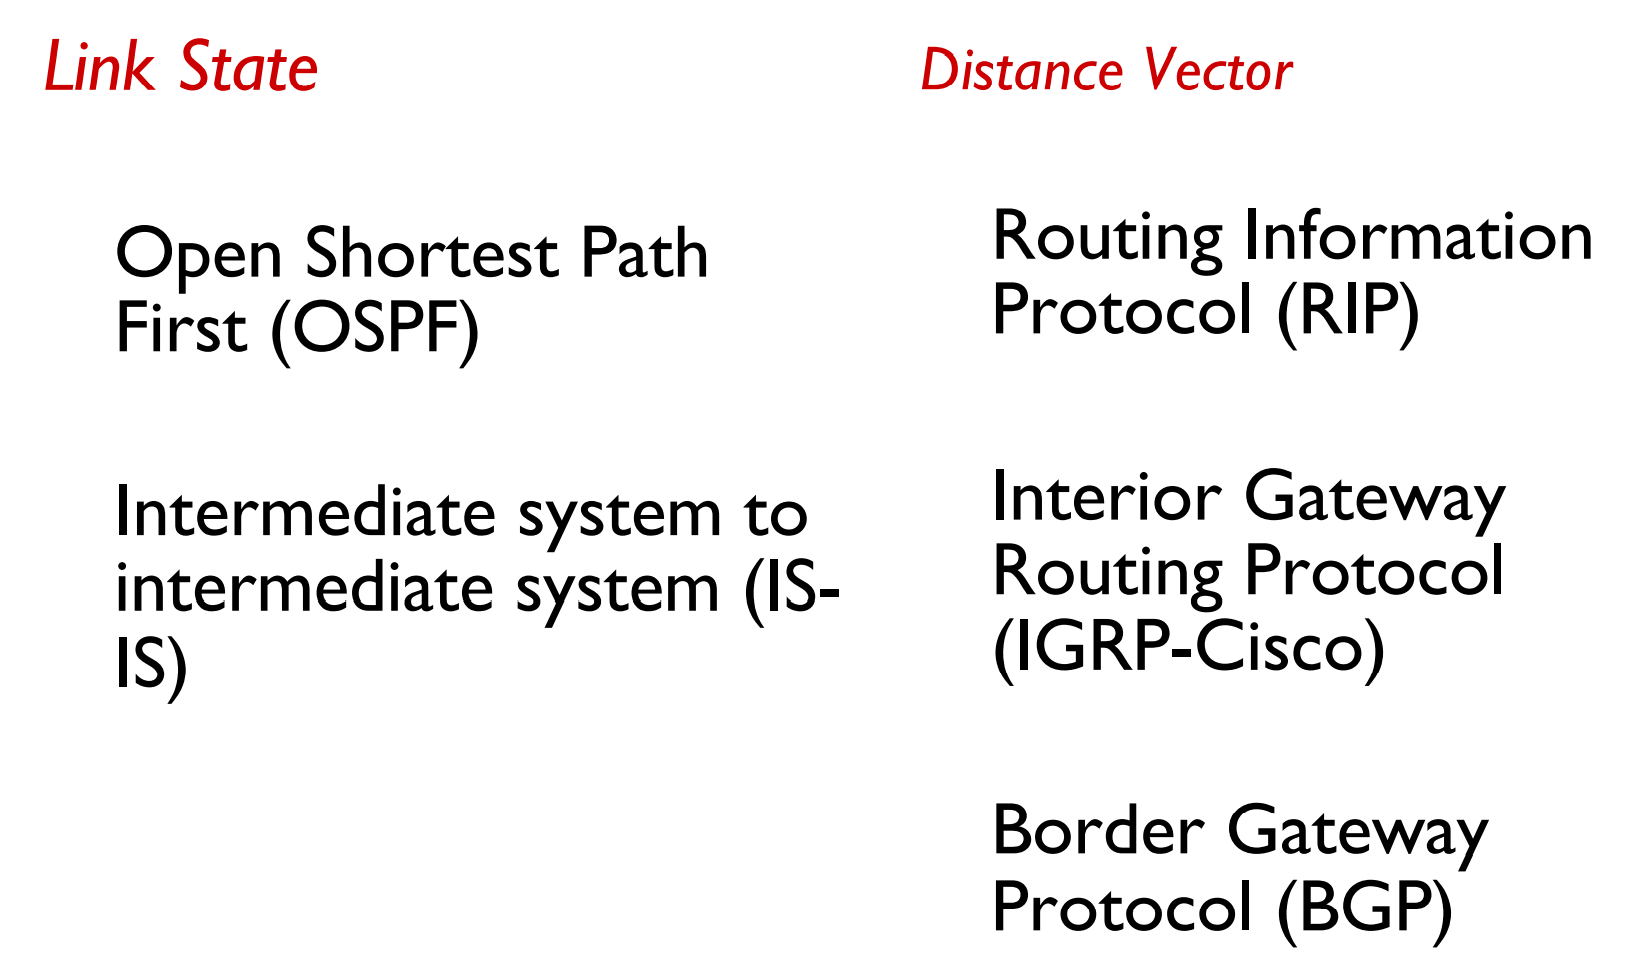 Link State
Open Shortest Path
First (OSPF)
Intermediate system to
intermediate system (IS-
IS)
Distance Vector
Routing Information
Protocol (RIP)
Interior Gateway
Routing Protocol
(IGRP-Cisco)
Border Gateway
Protocol (BGP)